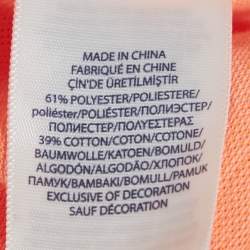 MADE IN CHINA
FABRIQUÉ EN CHINE
ÇİN'DE ÜRETİLMİŞTİR
61% POLYESTER/POLIESTERE/
POLIÉSTER/POLYESTER/ПОЛИЭСТЕР/
ПОЛИЕСТЕР/ΠΟΛΥΕΣΤΕΡΑΣ
39% COTTON/COTON/COTONE/
BAUMWOLLE/KATOEN/BOMULD/
ALGODÓN/ALGODÃO/ХЛОПОК/
ПАМУК/BAMBAKI/BOMULL/PAMUK
EXCLUSIVE OF DECORATION
SAUF DÉCORATION